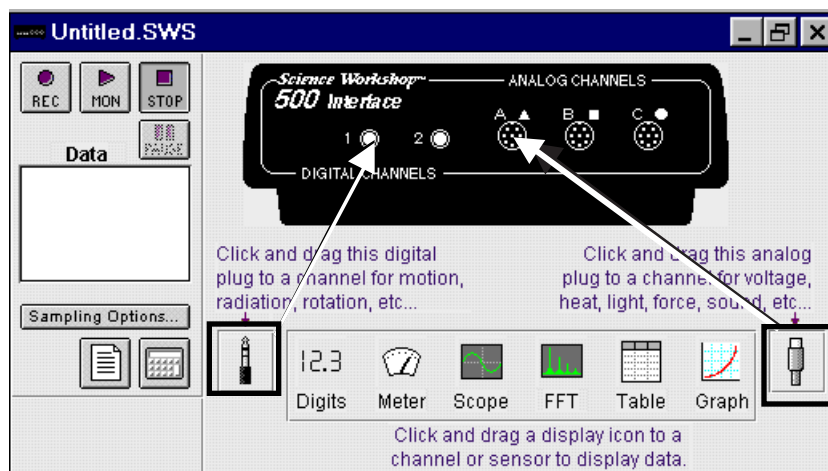 Untitled.SWS
REC MON STOP
PAUSE
Data
Sampling Options...
Science Workshop™
500 Interface
ANALOG CHANNELS
A B C
1 2
DIGITAL CHANNELS
Click and drag this digital
plug to a channel for motion,
radiation, rotation, etc...
Click and drag this analog
plug to a channel for voltage,
heat, light, force, sound, etc...
12.3
Digits Meter Scope FFT Table Graph
Click and drag a display icon to a
channel or sensor to display data.